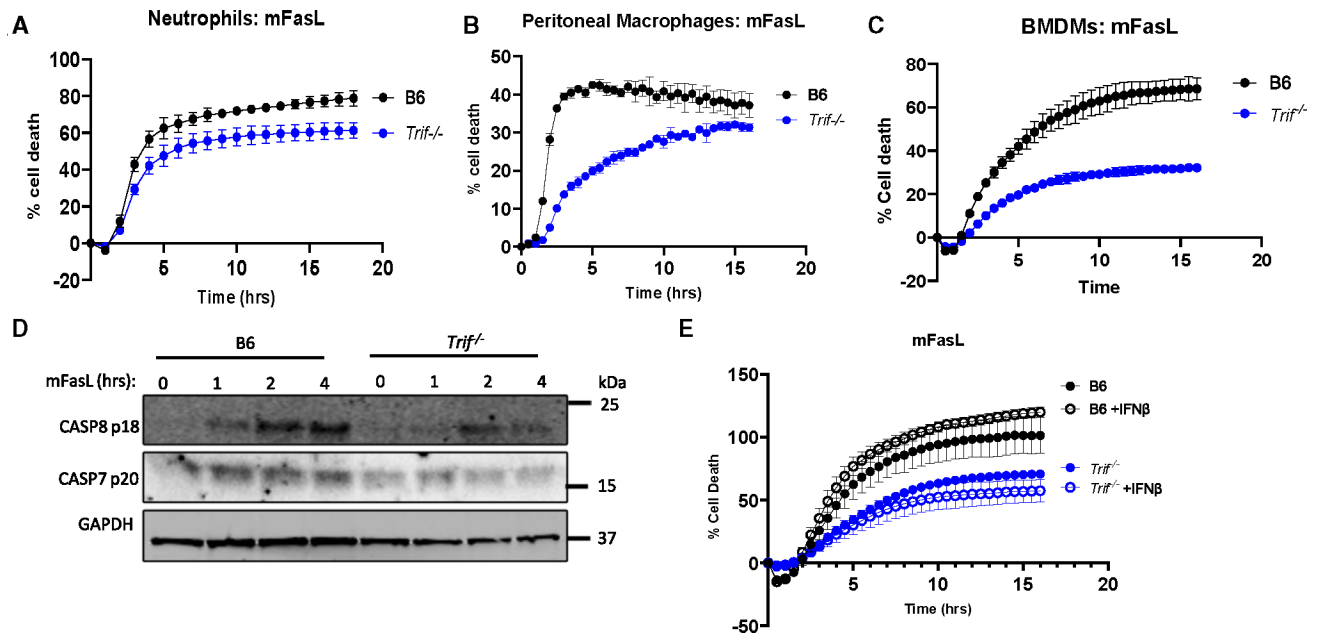 A
Neutrophils: mFasL
% cell death
100
80
60
40
20
0
-20
0
5
10
15
20
Time (hrs)
B6
Trif-/-
B
Peritoneal Macrophages: mFasL
% cell death
50
40
30
20
10
0
0
5
10
15
20
Time (hrs)
B6
Trif-/-
C
BMDMs: mFasL
% Cell death
80
60
40
20
0
-20
5
10
15
20
Time
B6
Trif-/-
D
B6
Trif-/-
mFasL (hrs):
0
1
2
4
0
1
2
4
kDa
CASP8 p18
25
CASP7 p20
15
GAPDH
37
E
mFasL
% Cell Death
150
100
50
0
-50
5
10
15
20
Time (hrs)
B6
B6 +IFNβ
Trif-/-
Trif-/- +IFNβ